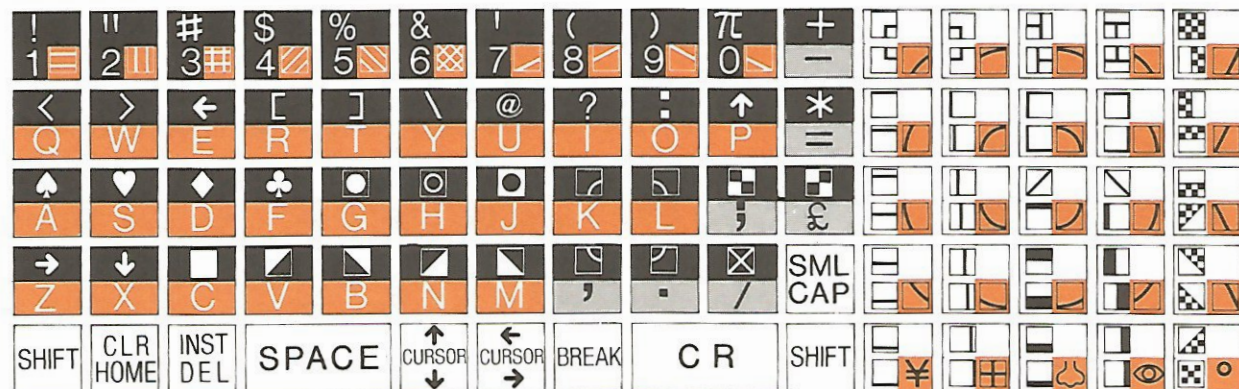 ! " # $ % & ' ( ) π +
1 2 3 4 5 6 7 8 9 0 −
< > ← [ ] \ @ ? : ↑ *
Q W E R T Y U I O P =
♠ ♥ ♦ ♣
A S D F G H J K L ; £
→ ↓
Z X C V B N M , . / SML CAP
SHIFT CLR HOME INST DEL SPACE ↑ CURSOR ↓ ← CURSOR → BREAK CR SHIFT ¥